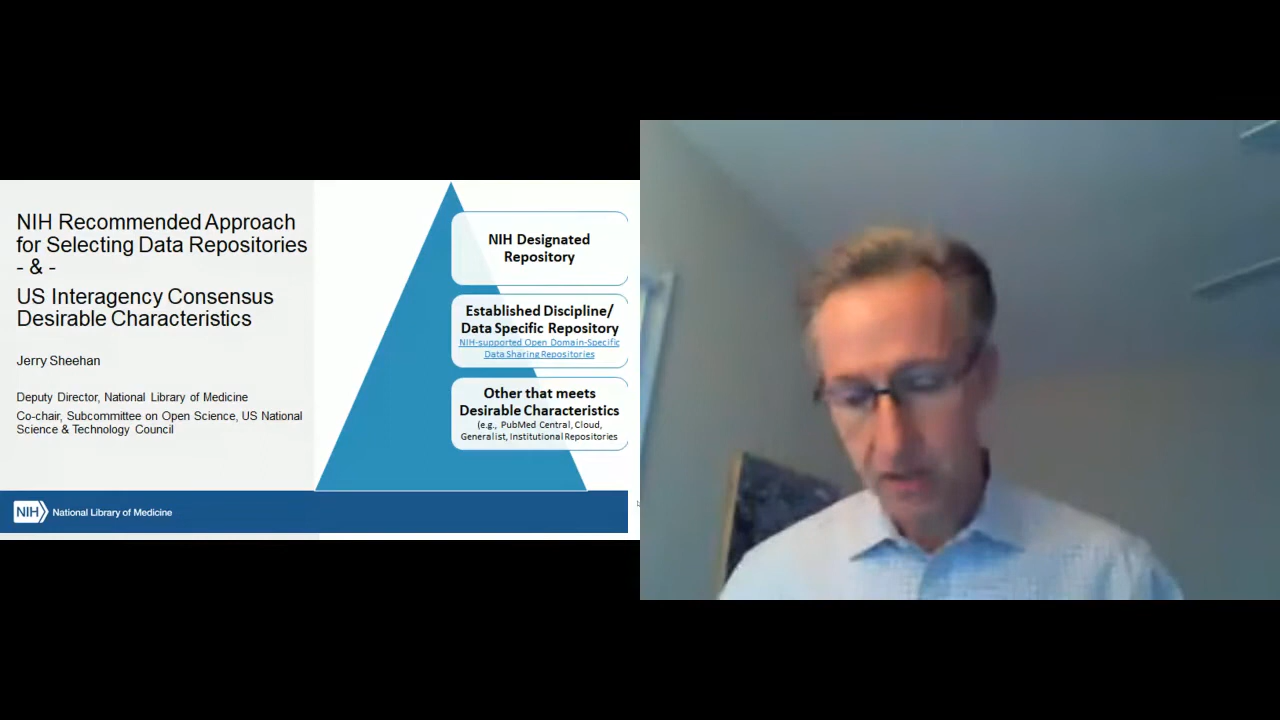 NIH Recommended Approach
for Selecting Data Repositories
- & -
US Interagency Consensus
Desirable Characteristics
Jerry Sheehan
Deputy Director, National Library of Medicine
Co-chair, Subcommittee on Open Science, US National
Science & Technology Council
NIH Designated
Repository
Established Discipline/
Data Specific Repository
NIH-supported Open Domain-Specific
Data Sharing Repositories
Other that meets
Desirable Characteristics
(e.g., PubMed Central, Cloud,
Generalist, Institutional Repositories
NIH National Library of Medicine